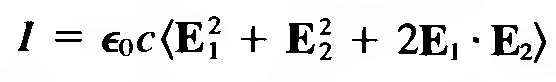 I = ϵ₀c⟨E₁² + E₂² + 2E₁ · E₂⟩